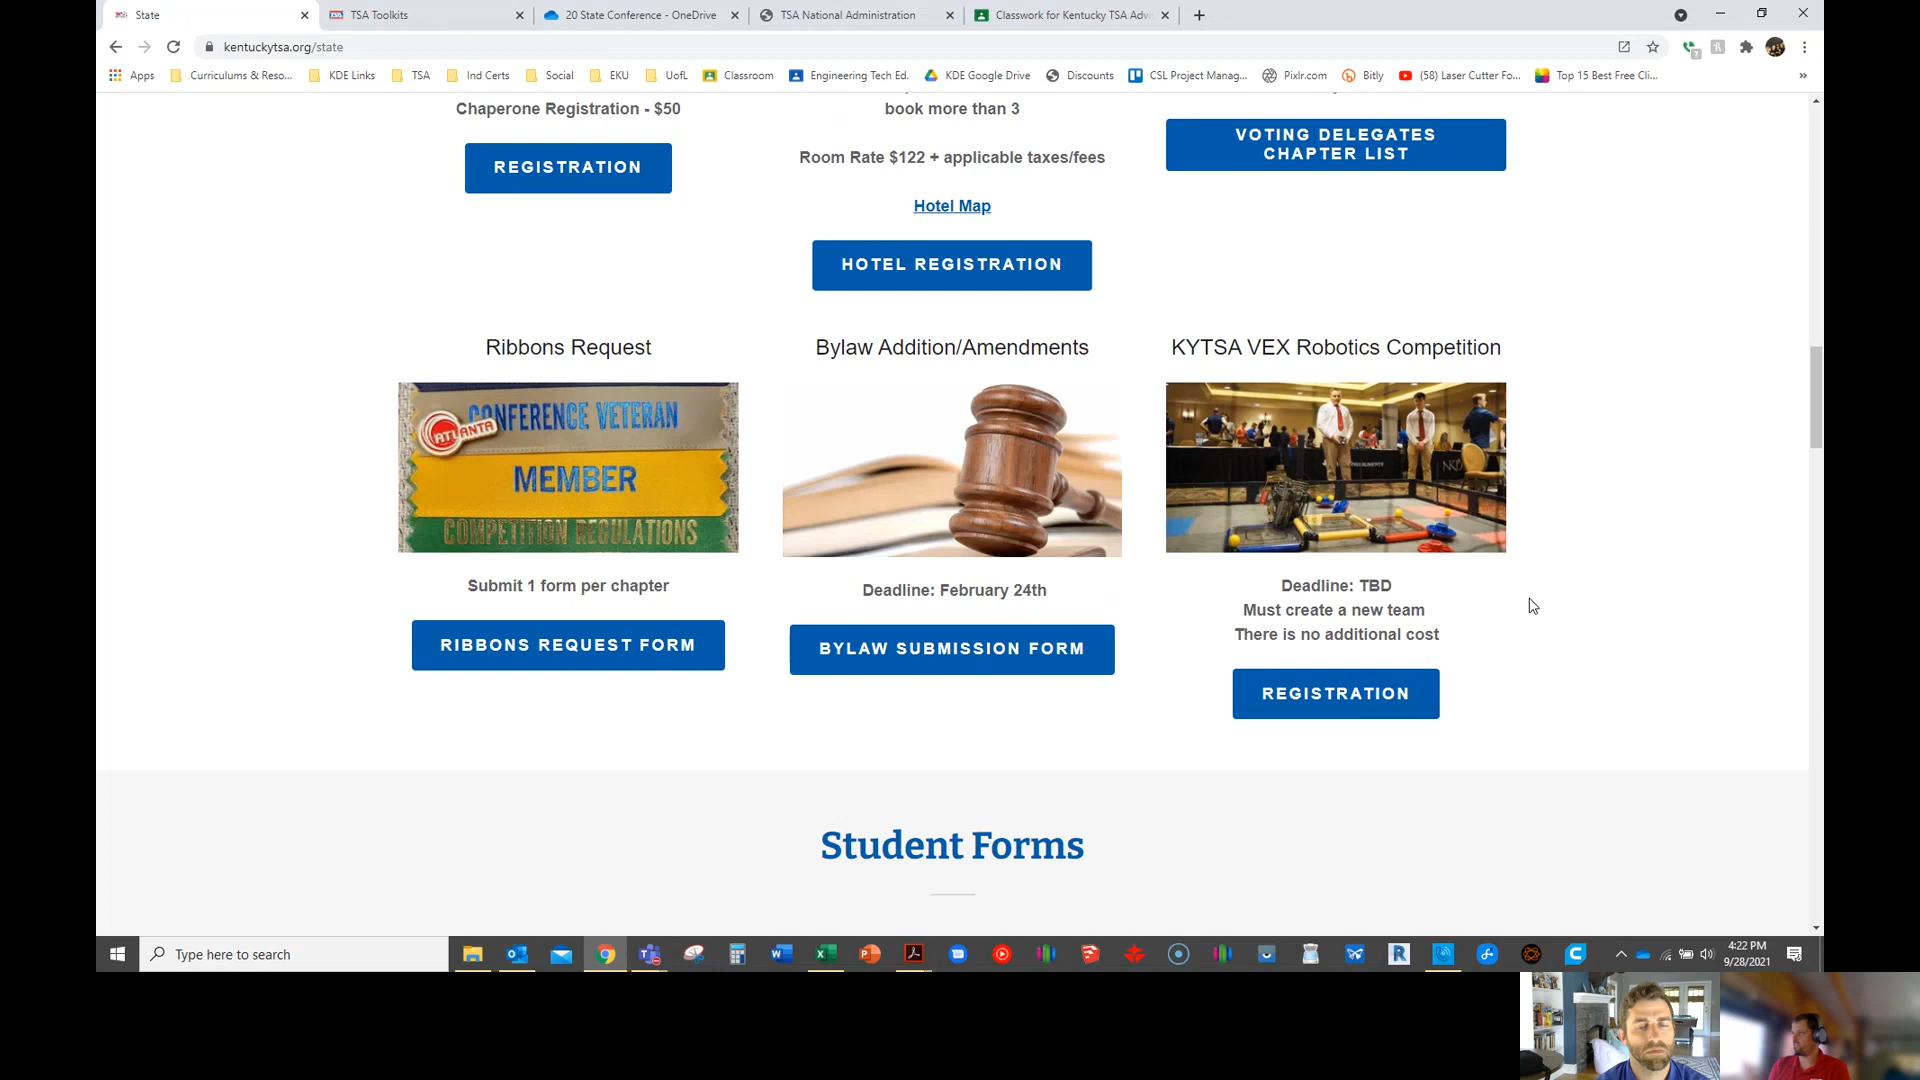 State
TSA Toolkits
20 State Conference - OneDrive
TSA National Administration
Classwork for Kentucky TSA Advi
kentuckytsa.org/state
Apps
Curriculums & Reso...
KDE Links
TSA
Ind Certs
Social
EKU
UofL
Classroom
Engineering Tech Ed.
KDE Google Drive
Discounts
CSL Project Manag...
Pixlr.com
Bitly
(58) Laser Cutter Fo...
Top 15 Best Free Cli...
»
Chaperone Registration - $50
REGISTRATION
book more than 3
Room Rate $122 + applicable taxes/fees
Hotel Map
HOTEL REGISTRATION
VOTING DELEGATES
CHAPTER LIST
Ribbons Request
CONFERENCE VETERAN
ATLANTA
MEMBER
COMPETITION REGULATIONS
Submit 1 form per chapter
RIBBONS REQUEST FORM
Bylaw Addition/Amendments
Deadline: February 24th
BYLAW SUBMISSION FORM
KYTSA VEX Robotics Competition
Deadline: TBD
Must create a new team
There is no additional cost
REGISTRATION
Student Forms
Type here to search
4:22 PM
9/28/2021